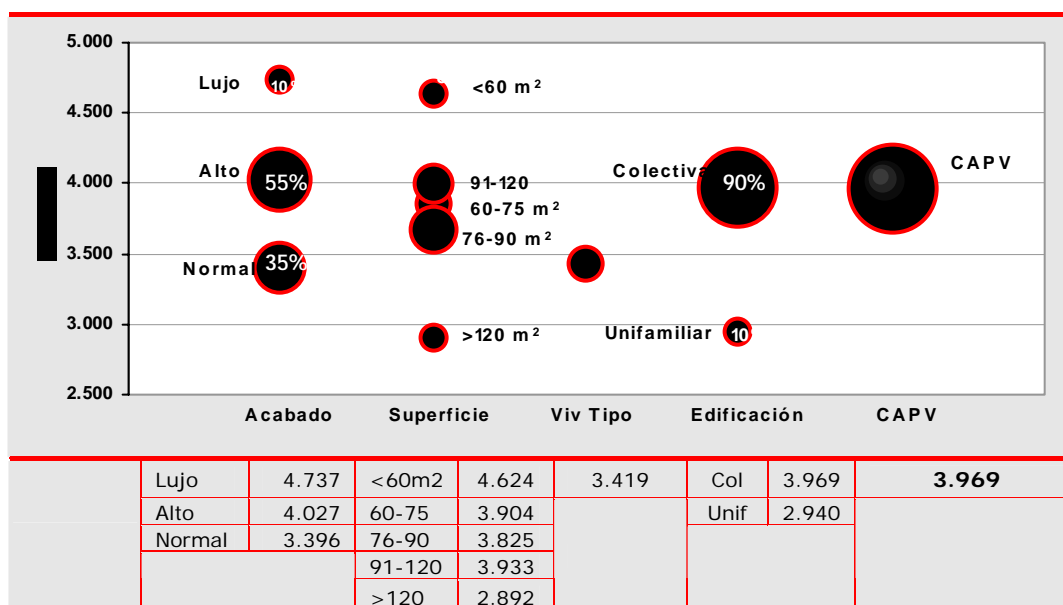 5.000
Lujo 10 <60 m²
4.500
Alto 55% Colectiva 90% CAPV
4.000 91-120
60-75 m²
3.500 Normal 35% 76-90 m²
3.000 >120 m² Unifamiliar 10
2.500
Acabado Superficie Viv Tipo Edificación CAPV
Lujo 4.737 <60m2 4.624 3.419 Col 3.969 3.969
Alto 4.027 60-75 3.904 Unif 2.940
Normal 3.396 76-90 3.825
91-120 3.933
>120 2.892